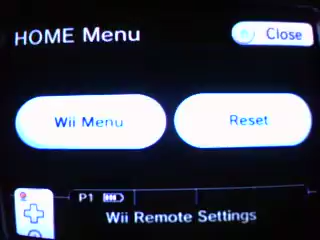 HOME Menu
Close
Wii Menu
Reset
P1
Wii Remote Settings